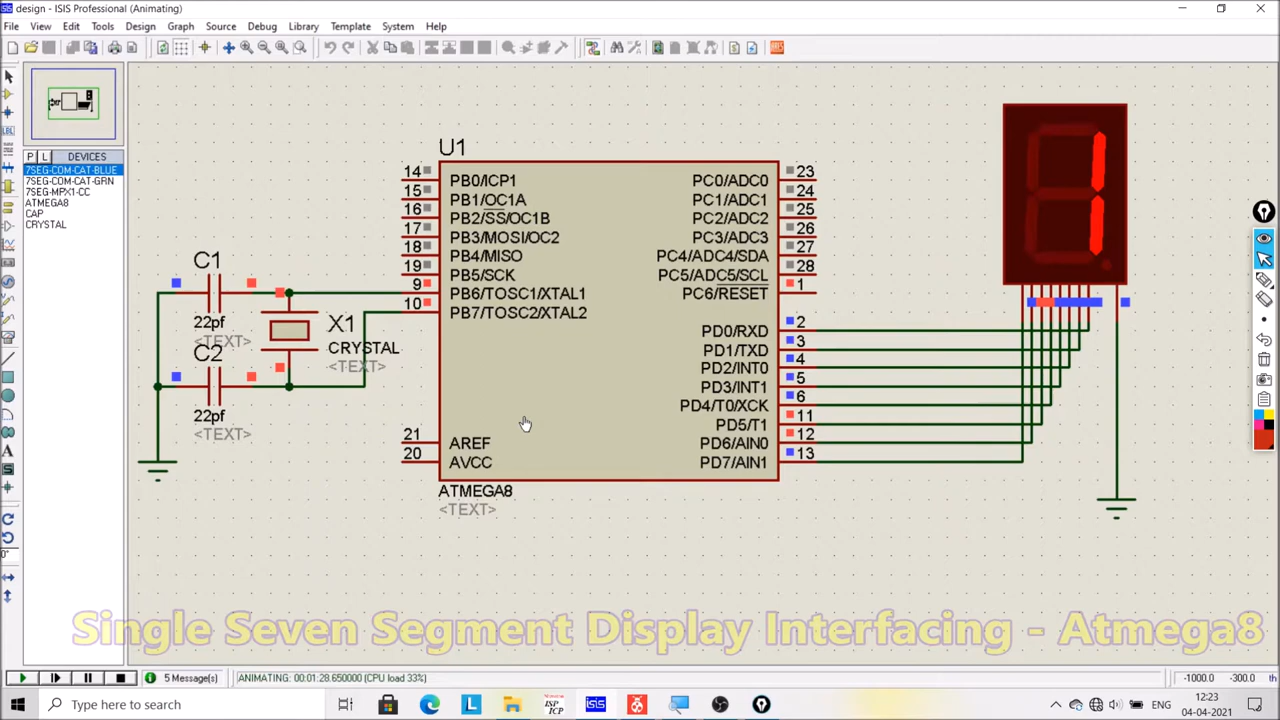 design - ISIS Professional (Animating)
File View Edit Tools Design Graph Source Debug Library Template System Help
P L DEVICES
7SEG-COM-CAT-BLUE
7SEG-COM-CAT-GRN
7SEG-MPX1-CC
ATMEGA8
CAP
CRYSTAL
U1
14 PB0/ICP1 PC0/ADC0 23
15 PB1/OC1A PC1/ADC1 24
16 PB2/SS/OC1B PC2/ADC2 25
17 PB3/MOSI/OC2 PC3/ADC3 26
18 PB4/MISO PC4/ADC4/SDA 27
19 PB5/SCK PC5/ADC5/SCL 28
9 PB6/TOSC1/XTAL1 PC6/RESET 1
10 PB7/TOSC2/XTAL2
PD0/RXD 2
PD1/TXD 3
PD2/INT0 4
PD3/INT1 5
PD4/T0/XCK 6
PD5/T1 11
21 AREF PD6/AIN0 12
20 AVCC PD7/AIN1 13
ATMEGA8
<TEXT>
C1
22pf
<TEXT>
C2
22pf
<TEXT>
X1
CRYSTAL
<TEXT>
1
Single Seven Segment Display Interfacing - Atmega8
5 Message(s) ANIMATING: 00:01:28.650000 (CPU load 33%) -1000.0 -300.0 th
Type here to search
ISP
ICP
isis
ENG
12:23
04-04-2021